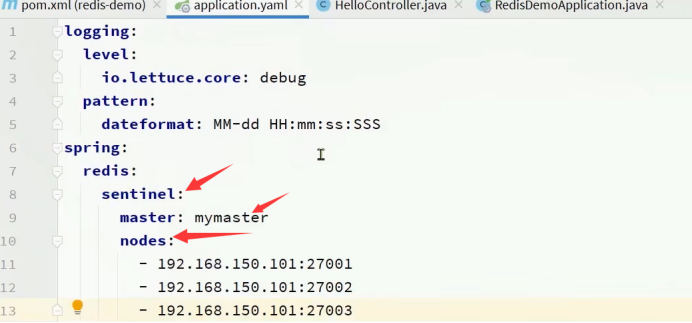 pom.xml (redis-demo) application.yaml HelloController.java RedisDemoApplication.java
1 logging:
2 level:
3 io.lettuce.core: debug
4 pattern:
5 dateformat: MM-dd HH:mm:ss:SSS
6 spring:
7 redis:
8 sentinel:
9 master: mymaster
10 nodes:
11 - 192.168.150.101:27001
12 - 192.168.150.101:27002
13 - 192.168.150.101:27003